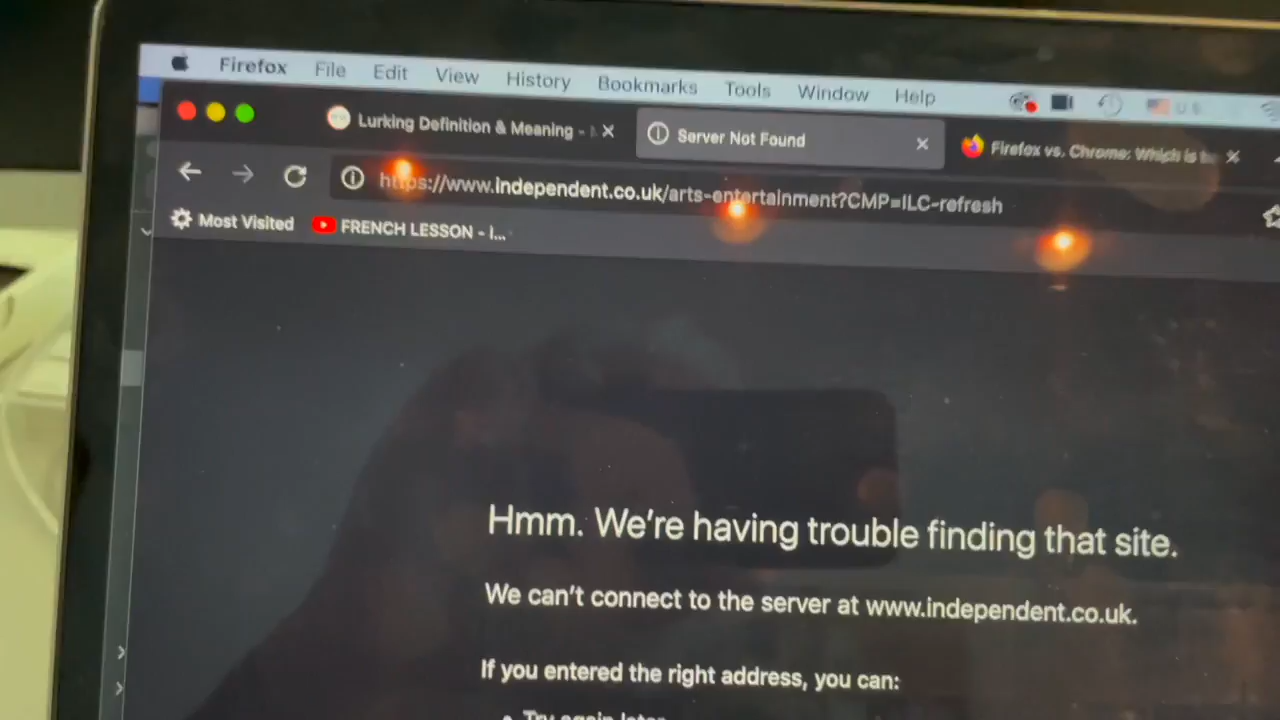 Firefox File Edit View History Bookmarks Tools Window Help
Lurking Definition & Meaning -
Server Not Found
Firefox vs. Chrome: Which is
https://www.independent.co.uk/arts-entertainment?CMP=ILC-refresh
Most Visited
FRENCH LESSON - l...
Hmm. We're having trouble finding that site.
We can't connect to the server at www.independent.co.uk.
If you entered the right address, you can:
Try again later